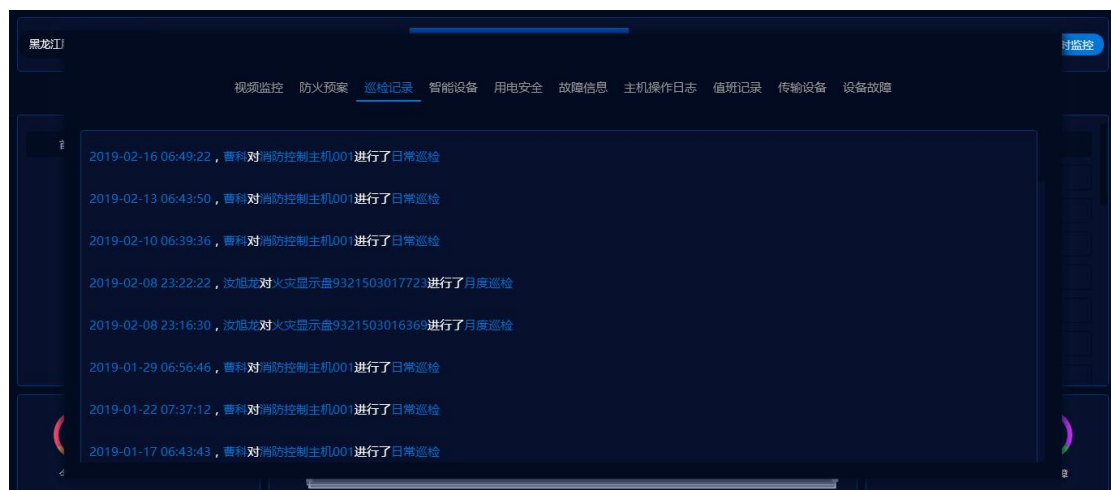 黑龙江
时监控
视频监控 防火预案 巡检记录 智能设备 用电安全 故障信息 主机操作日志 值班记录 传输设备 设备故障
2019-02-16 06:49:22，曹科对消防控制主机001进行了日常巡检
2019-02-13 06:43:50，曹科对消防控制主机001进行了日常巡检
2019-02-10 06:39:36，曹科对消防控制主机001进行了日常巡检
2019-02-08 23:22:22，汝旭龙对火灾显示盘9321503017723进行了月度巡检
2019-02-08 23:16:30，汝旭龙对火灾显示盘9321503016369进行了月度巡检
2019-01-29 06:56:46，曹科对消防控制主机001进行了日常巡检
2019-01-22 07:37:12，曹科对消防控制主机001进行了日常巡检
2019-01-17 06:43:43，曹科对消防控制主机001进行了日常巡检